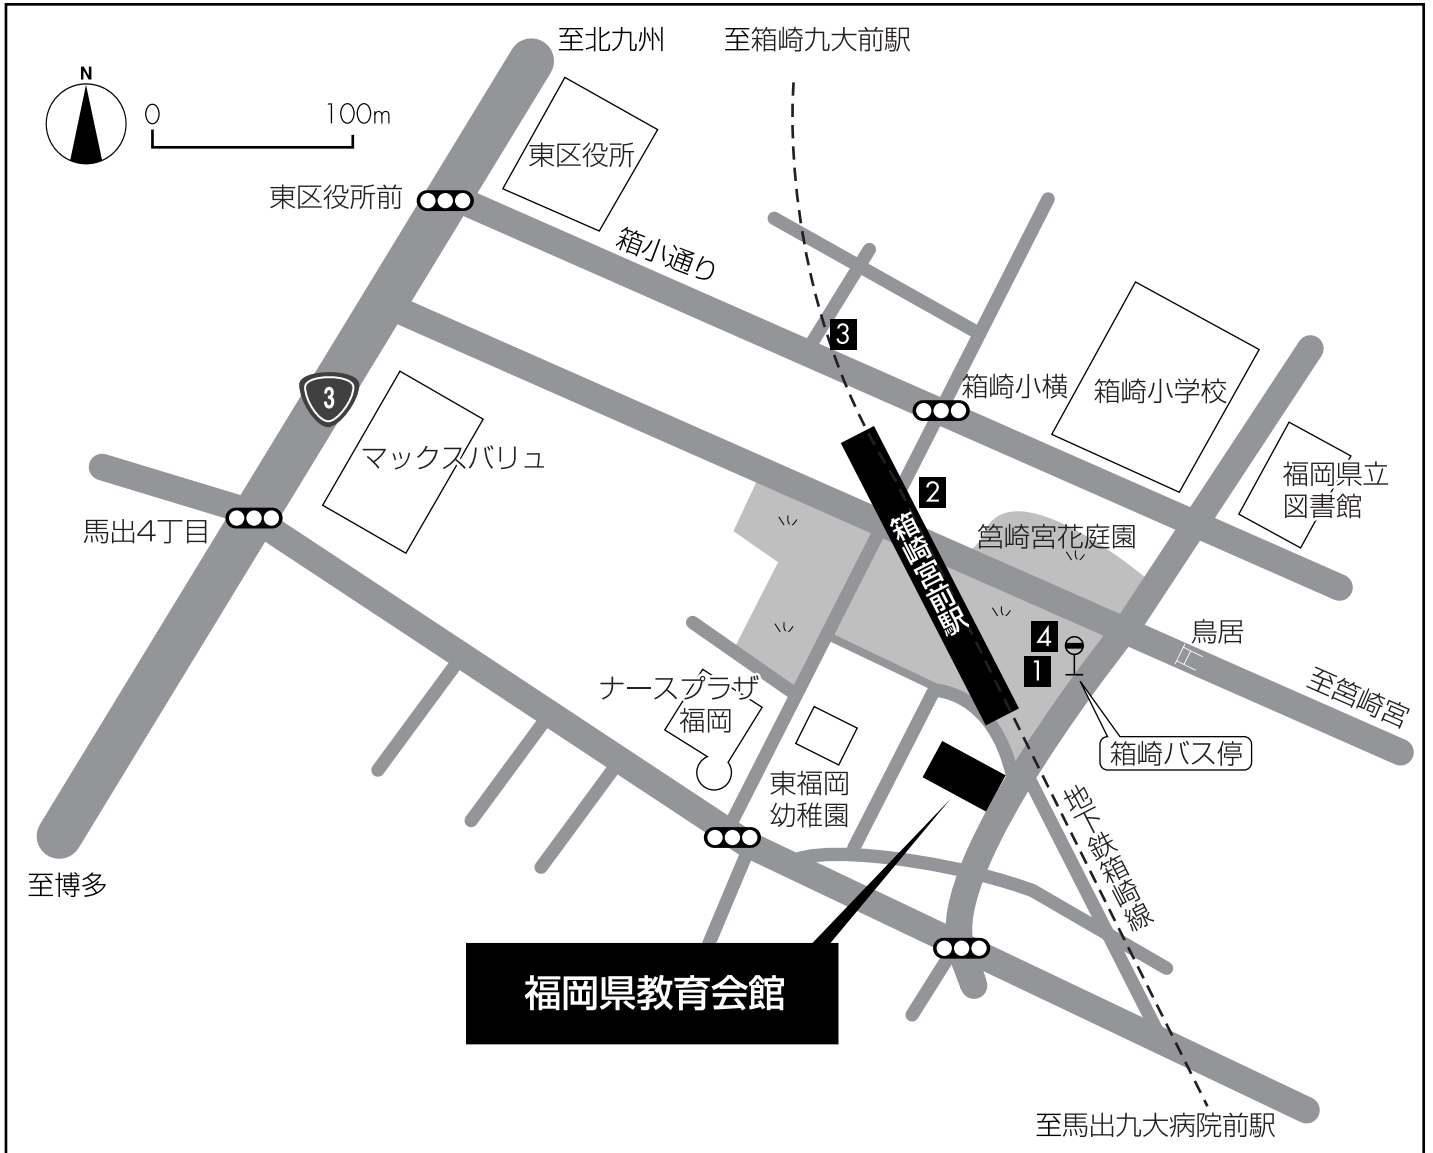 至北九州
至箱崎九大前駅
N
0
100m
東区役所
東区役所前
箱小通り
3
箱崎小横
箱崎小学校
3
マックスバリュ
福岡県立
図書館
2
馬出4丁目
箱崎宮前駅
筥崎宮花庭園
4
鳥居
1
至筥崎宮
ナースプラザ
福岡
箱崎バス停
東福岡
幼稚園
地下鉄箱崎線
至博多
福岡県教育会館
至馬出九大病院前駅